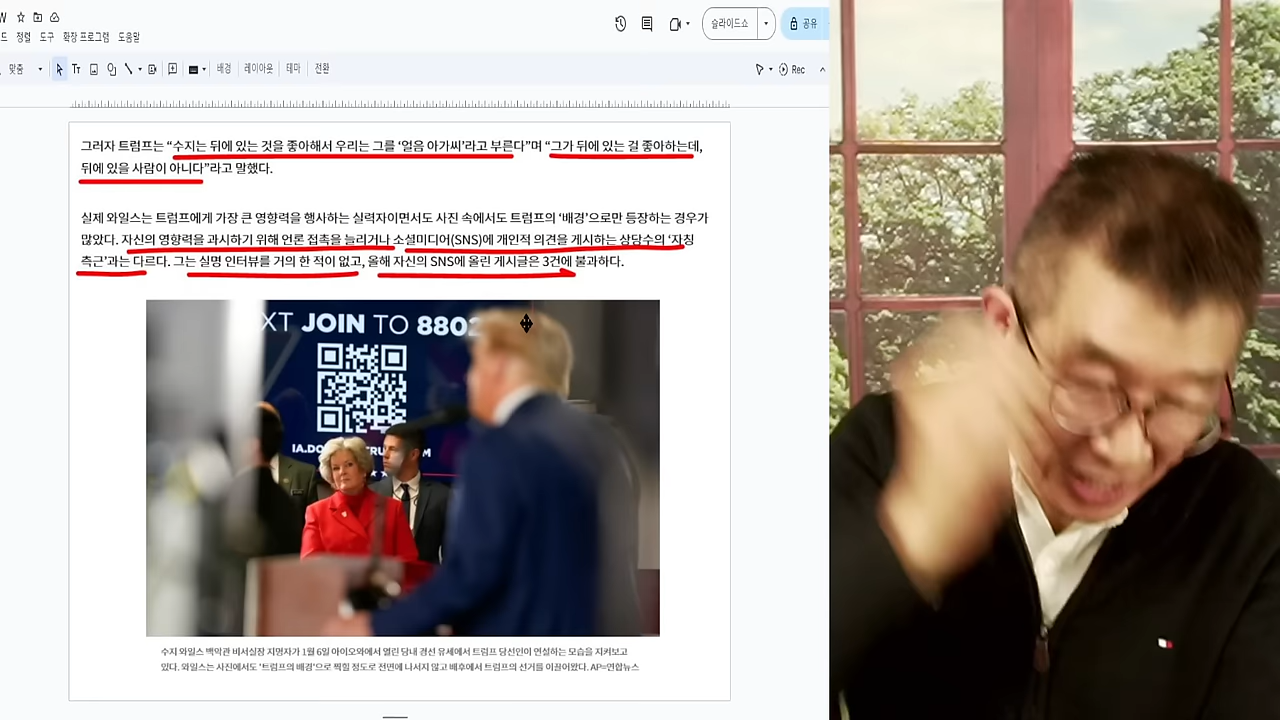 정렬 도구 확장 프로그램 도움말
슬라이드쇼
공유
맞춤
배경 레이아웃 테마 전환
Rec
그러자 트럼프는 “수지는 뒤에 있는 것을 좋아해서 우리는 그를 ‘얼음 아가씨’라고 부른다”며 “그가 뒤에 있는 걸 좋아하는데,
뒤에 있을 사람이 아니다”라고 말했다.
실제 와일스는 트럼프에게 가장 큰 영향력을 행사하는 실력자이면서도 사진 속에서도 트럼프의 ‘배경’으로만 등장하는 경우가
많았다. 자신의 영향력을 과시하기 위해 언론 접촉을 늘리거나 소셜미디어(SNS)에 개인적 의견을 게시하는 상당수의 ‘자칭
측근’과는 다르다. 그는 실명 인터뷰를 거의 한 적이 없고, 올해 자신의 SNS에 올린 게시글은 3건에 불과하다.
XT JOIN TO 8802
IA.DO
M
수지 와일스 백악관 비서실장 지명자가 1월 6일 아이오와에서 열린 당내 경선 유세에서 트럼프 당선인이 연설하는 모습을 지켜보고
있다. 와일스는 사진에서도 '트럼프의 배경'으로 찍힐 정도로 전면에 나서지 않고 배후에서 트럼프의 선거를 이끌어왔다. AP=연합뉴스